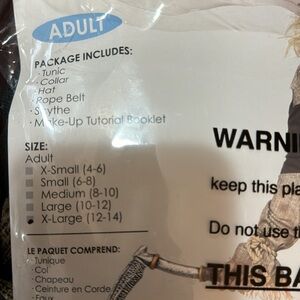 ADULT
PACKAGE INCLUDES:
· Tunic
· Collar
· Hat
· Rope Belt
· Scythe
· Make-Up Tutorial Booklet
SIZE:
Adult
X-Small (4-6)
Small (6-8)
Medium (8-10)
Large (10-12)
X-Large (12-14)
LE PAQUET COMPREND:
· Tunique
· Col
· Chapeau
· Ceinture en Corde
· Faux
WARNI
keep this pla
Do not use th
THIS BA